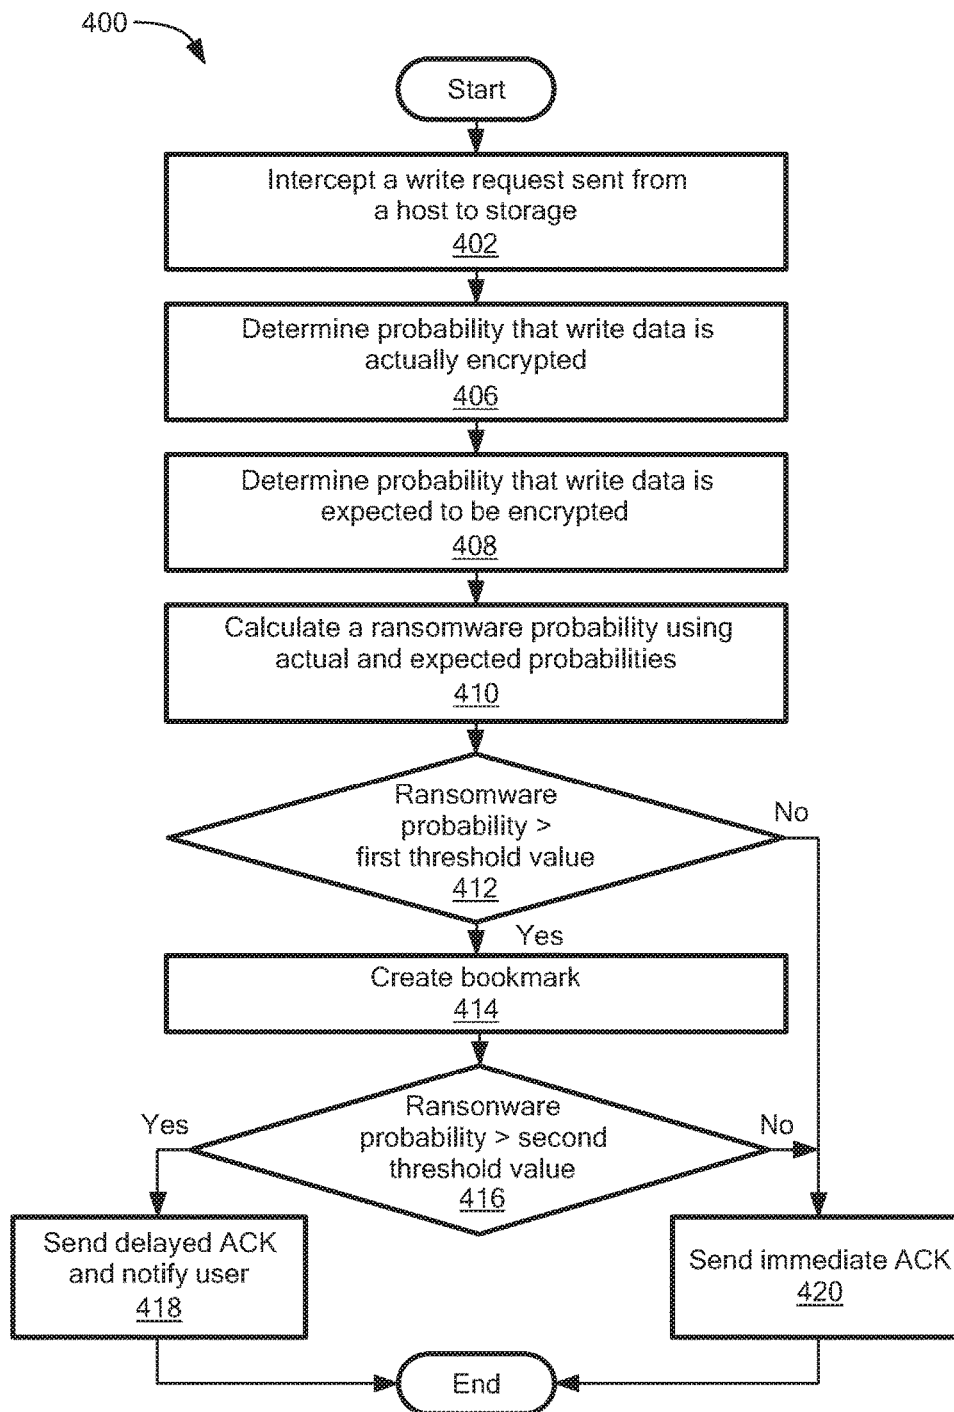 400
Start
Intercept a write request sent from
a host to storage
402
Determine probability that write data is
actually encrypted
406
Determine probability that write data is
expected to be encrypted
408
Calculate a ransomware probability using
actual and expected probabilities
410
Ransomware
probability >
first threshold value
412
No
Yes
Create bookmark
414
Ransonware
probability > second
threshold value
416
Yes
No
Send delayed ACK
and notify user
418
Send immediate ACK
420
End